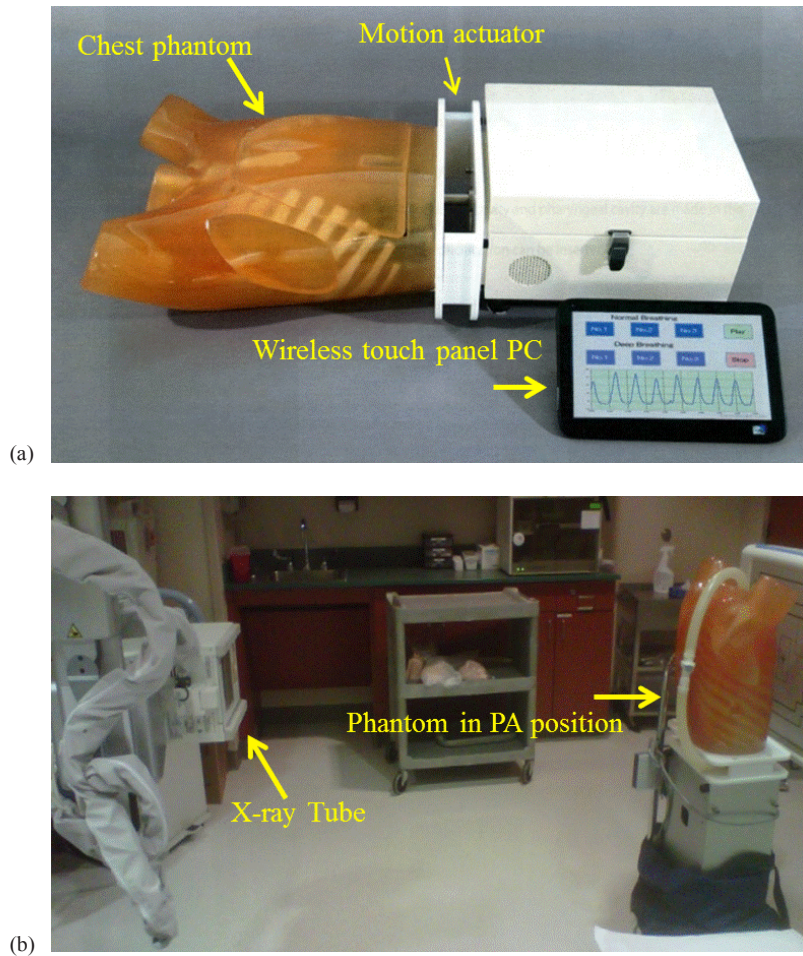 Chest phantom
Motion actuator
Wireless touch panel PC
Normal Breathing
No.1 No.2 No.3 Play
Deep Breathing
No.1 No.2 No.3 Stop
(a)
Phantom in PA position
X-ray Tube
(b)